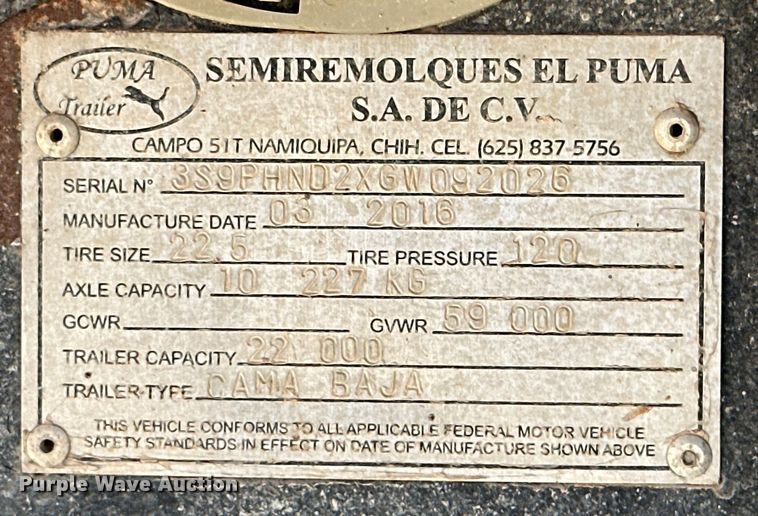 PUMA
Trailer
SEMIREMOLQUES EL PUMA
S.A. DE C.V.
CAMPO 51T NAMIQUIPA, CHIH. CEL. (625) 837-5756
SERIAL N° 3S9PHND2XGW092026
MANUFACTURE DATE 03 2016
TIRE SIZE 22.5 TIRE PRESSURE 120
AXLE CAPACITY 10 227 KG
GCWR GVWR 59 000
TRAILER CAPACITY 22 000
TRAILER-TYPE CAMA BAJA
THIS VEHICLE CONFORMS TO ALL APPLICABLE FEDERAL MOTOR VEHICLE
SAFETY STANDARDS IN EFFECT ON DATE OF MANUFACTURE SHOWN ABOVE
Purple Wave Auction